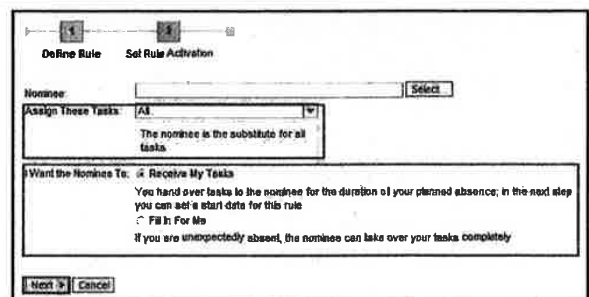 1 2
Define Rule Set Rule Activation
Nominee: Select
Assign These Tasks: All
The nominee is the substitute for all
tasks
I Want the Nominee To: Receive My Tasks
You hand over tasks to the nominee for the duration of your planned absence; in the next step
you can set a start date for this rule
Fill In For Me
If you are unexpectedly absent, the nominee can take over your tasks completely
Next Cancel